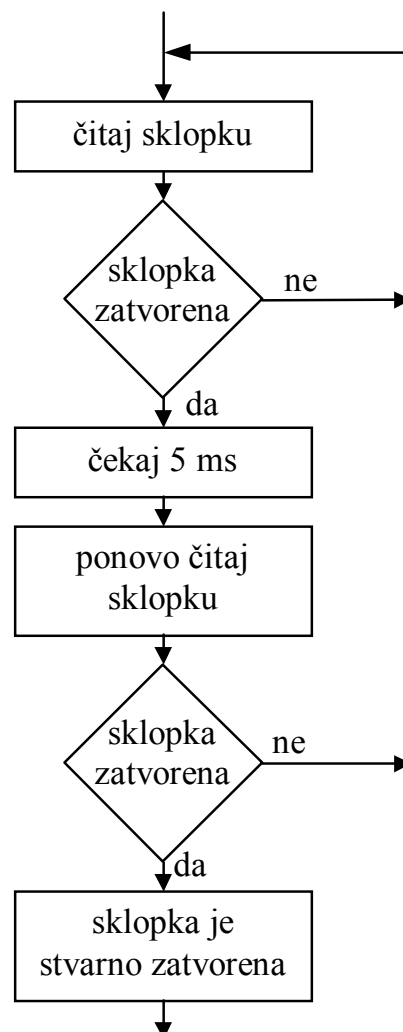 čitaj sklopku
sklopka
zatvorena
ne
da
čekaj 5 ms
ponovo čitaj
sklopku
sklopka
zatvorena
ne
da
sklopka je
stvarno zatvorena